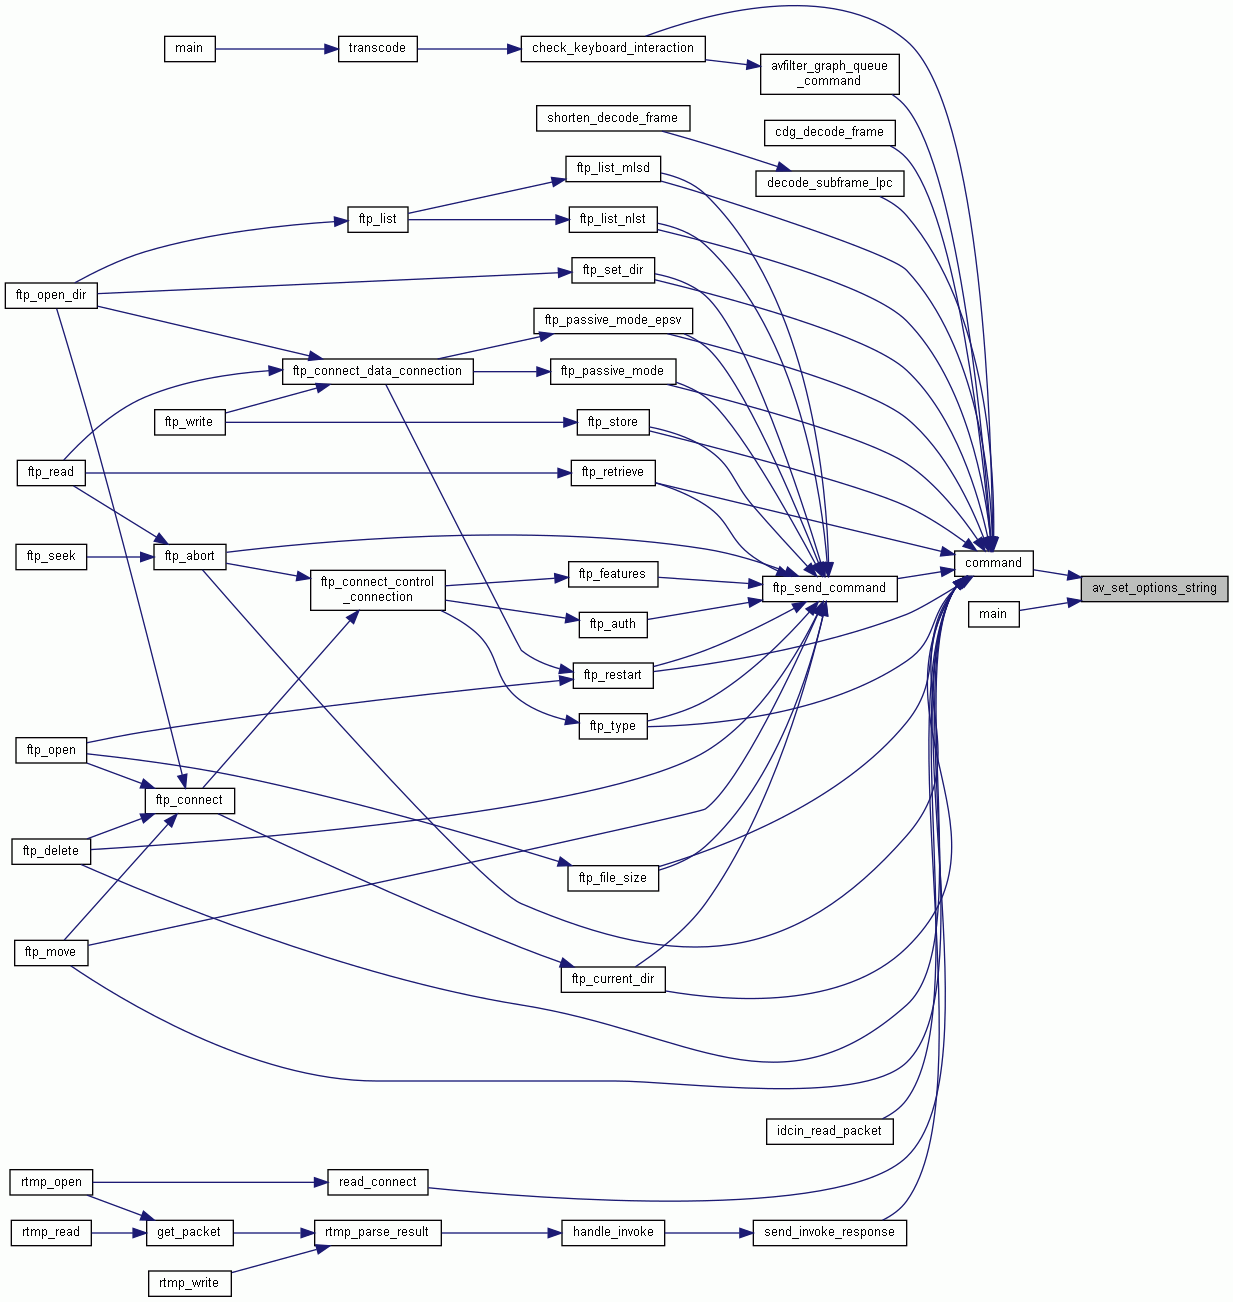 main
transcode
check_keyboard_interaction
avfilter_graph_queue
_command
shorten_decode_frame
cdg_decode_frame
ftp_list_mlsd
decode_subframe_lpc
ftp_list
ftp_list_nlst
ftp_set_dir
ftp_open_dir
ftp_passive_mode_epsv
ftp_connect_data_connection
ftp_passive_mode
ftp_write
ftp_store
ftp_read
ftp_retrieve
ftp_seek
ftp_abort
command
ftp_connect_control
_connection
ftp_features
ftp_send_command
av_set_options_string
ftp_auth
main
ftp_restart
ftp_type
ftp_open
ftp_connect
ftp_delete
ftp_file_size
ftp_move
ftp_current_dir
idcin_read_packet
rtmp_open
read_connect
rtmp_read
get_packet
rtmp_parse_result
handle_invoke
send_invoke_response
rtmp_write